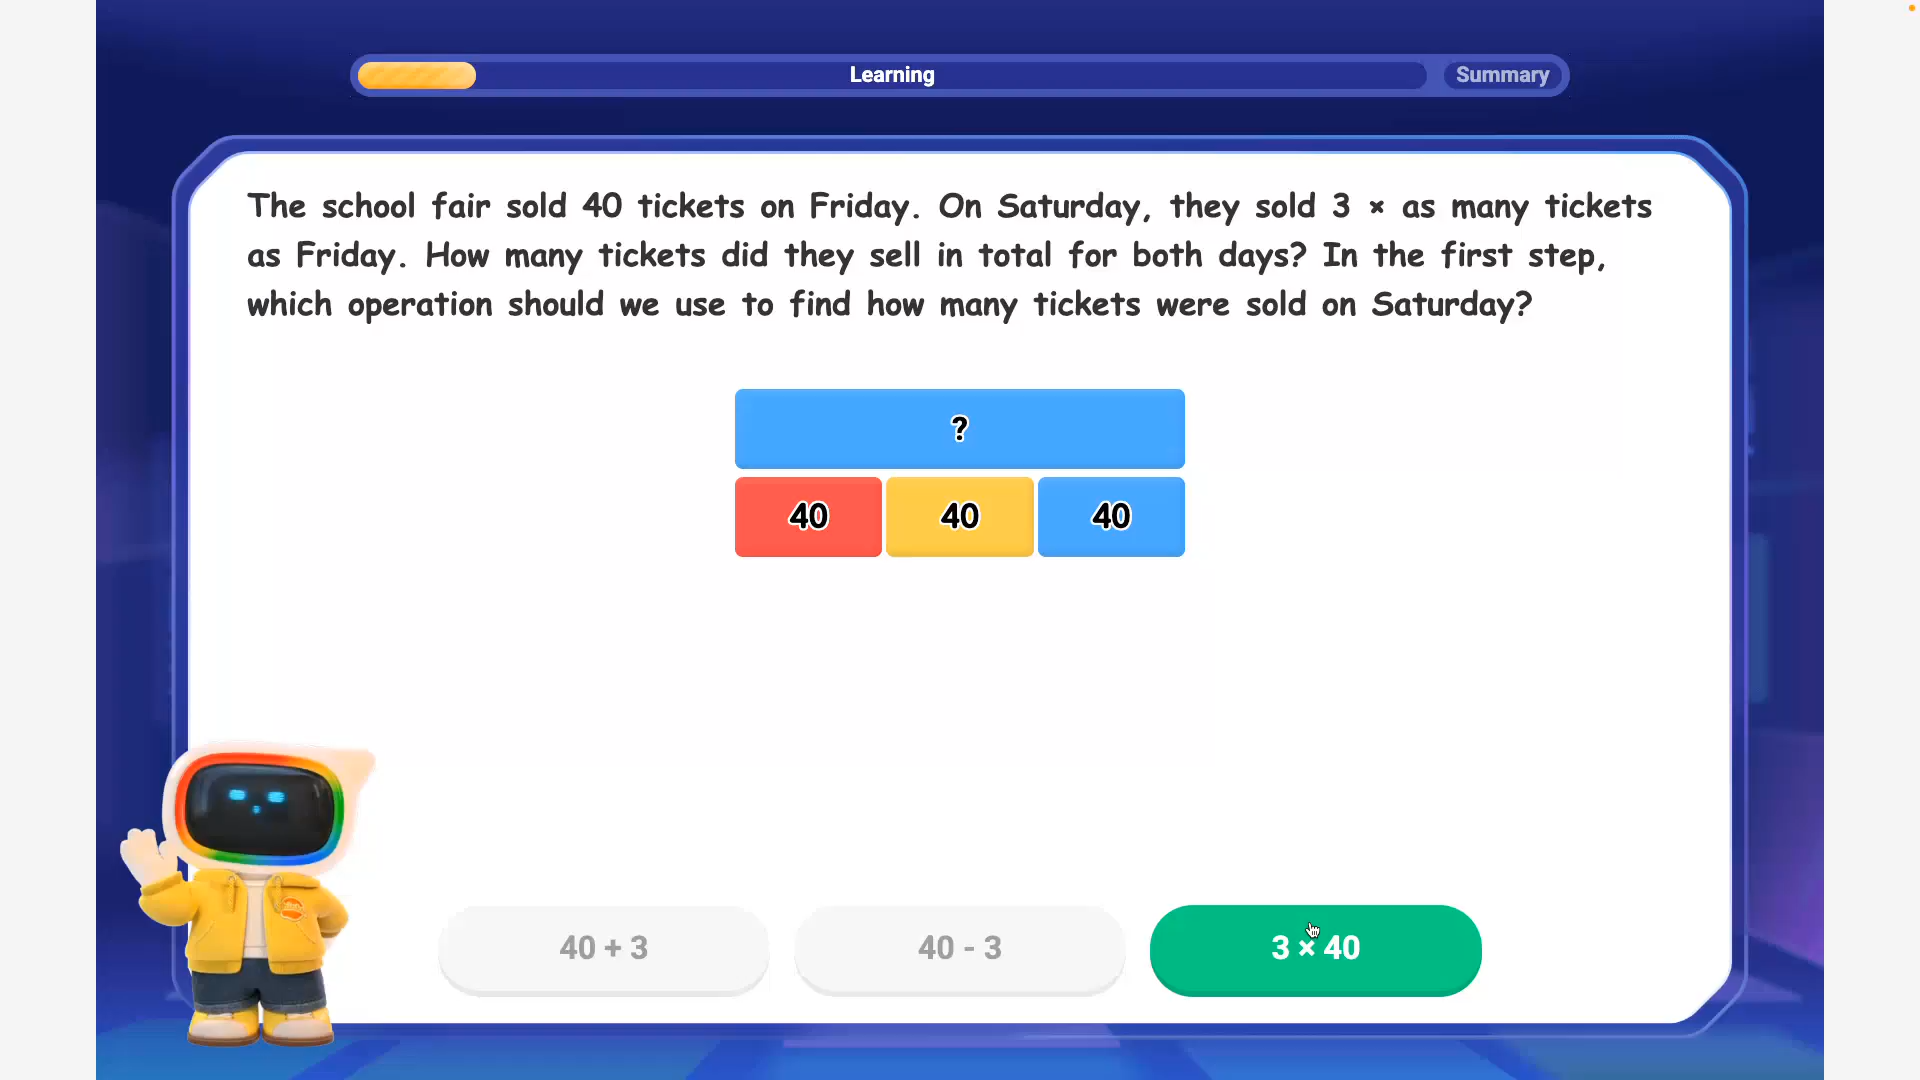 Learning
Summary
The school fair sold 40 tickets on Friday. On Saturday, they sold 3 × as many tickets
as Friday. How many tickets did they sell in total for both days? In the first step,
which operation should we use to find how many tickets were sold on Saturday?
?
40 40 40
40 + 3
40 - 3
3 × 40